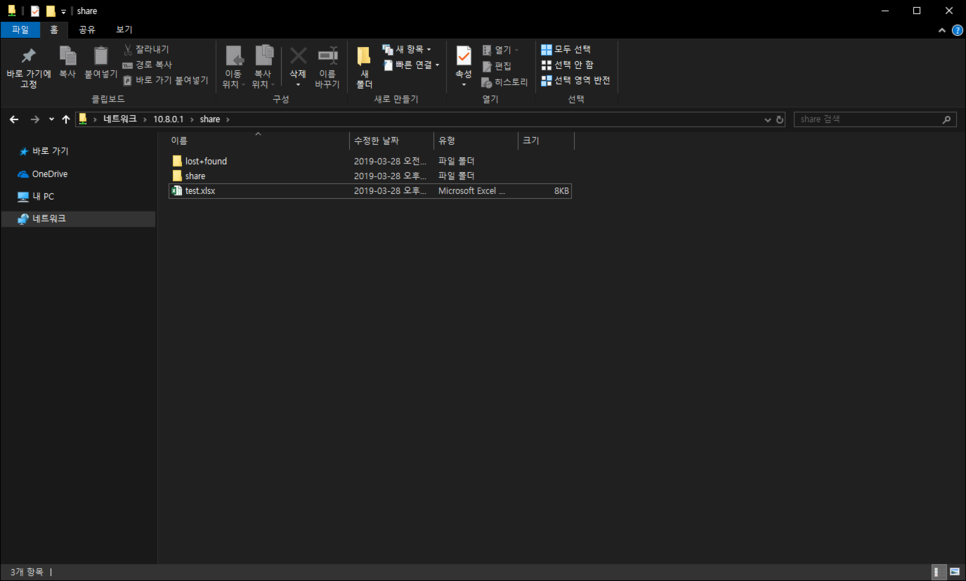 share
파일 홈 공유 보기
바로 가기에 고정
복사
붙여넣기
잘라내기
경로 복사
바로 가기 붙여넣기
클립보드
이동 위치
복사 위치
삭제
이름 바꾸기
구성
새 폴더
새 항목
빠른 연결
새로 만들기
속성
열기
편집
히스토리
열기
모두 선택
선택 안 함
선택 영역 반전
선택
네트워크 > 10.8.0.1 > share >
share 검색
바로 가기
OneDrive
내 PC
네트워크
이름 수정한 날짜 유형 크기
lost+found 2019-03-28 오전... 파일 폴더
share 2019-03-28 오후... 파일 폴더
test.xlsx 2019-03-28 오후... Microsoft Excel ... 8KB
3개 항목